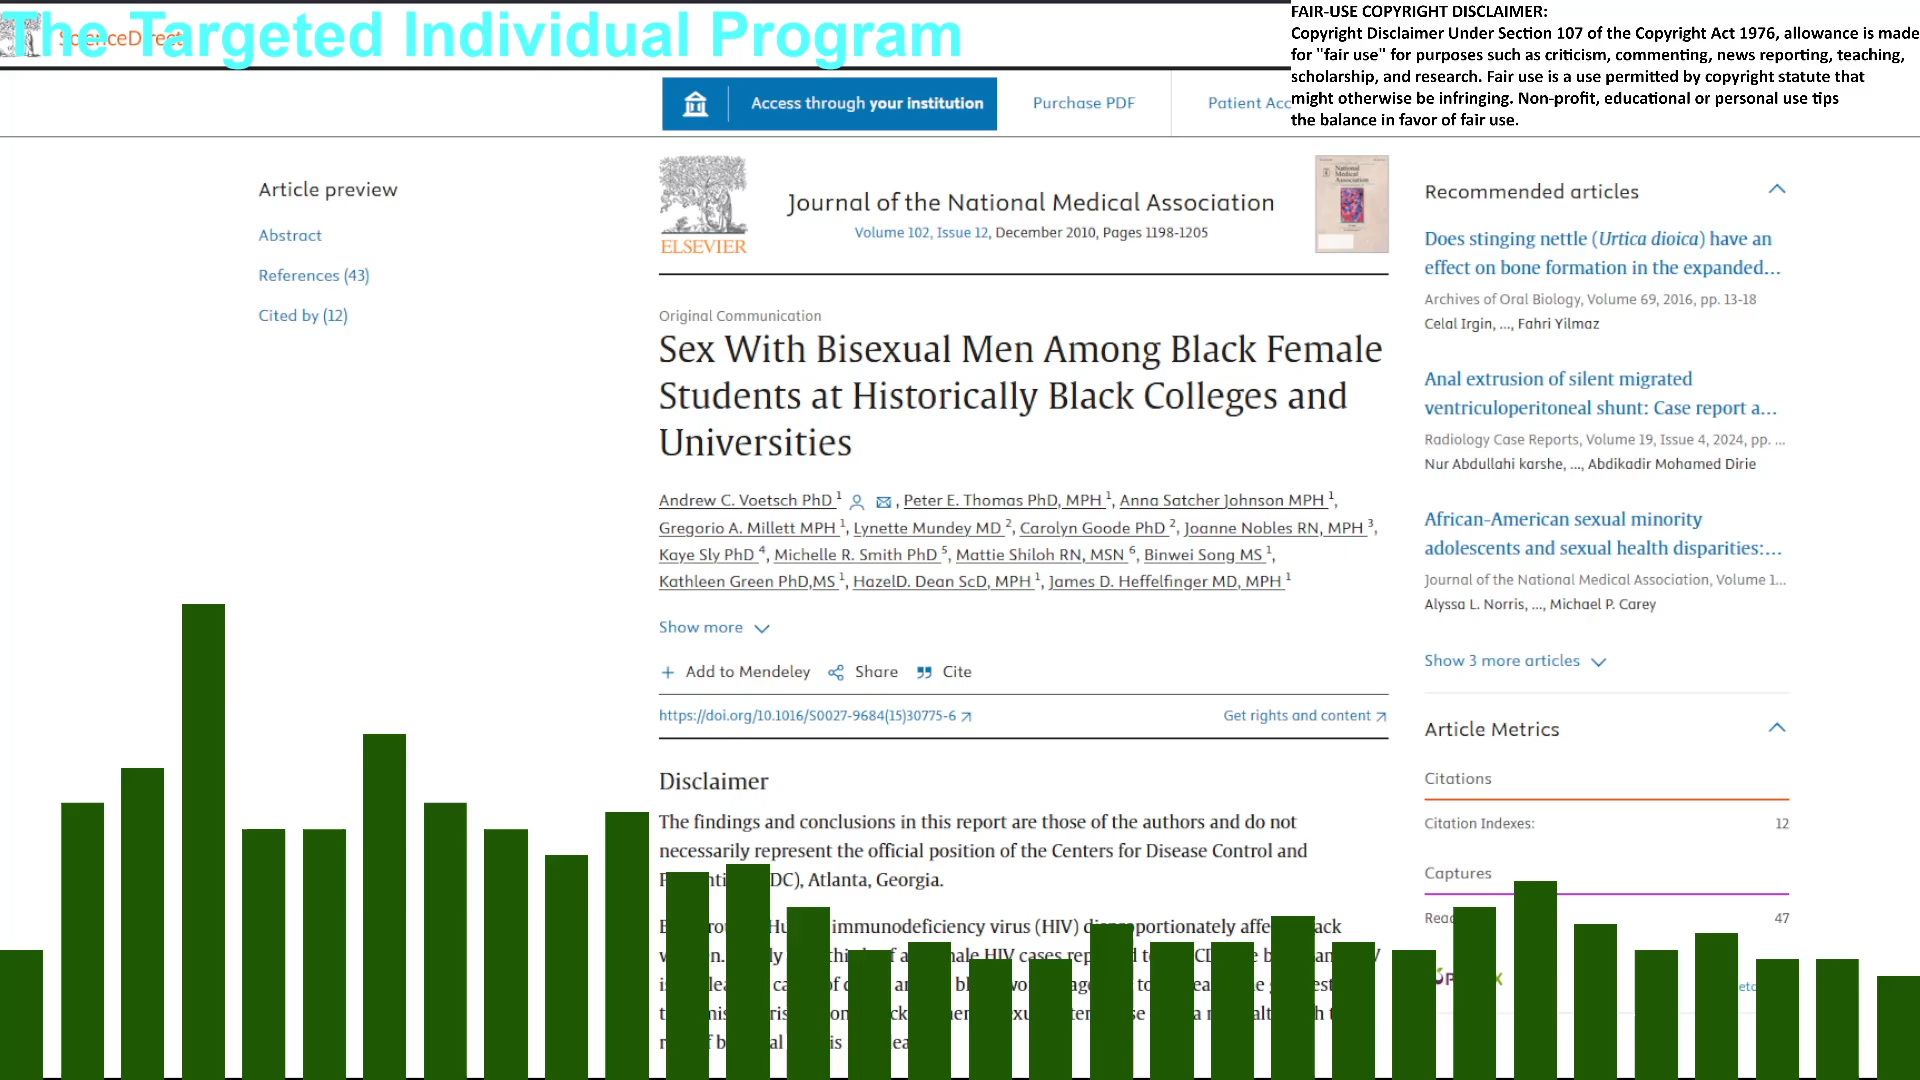 The Targeted Individual Program
ScienceDirect
FAIR-USE COPYRIGHT DISCLAIMER:
Copyright Disclaimer Under Section 107 of the Copyright Act 1976, allowance is made
for "fair use" for purposes such as criticism, commenting, news reporting, teaching,
scholarship, and research. Fair use is a use permitted by copyright statute that
might otherwise be infringing. Non-profit, educational or personal use tips
the balance in favor of fair use.
Access through your institution
Purchase PDF
Patient Acc
Article preview
Abstract
References (43)
Cited by (12)
ELSEVIER
Journal of the National Medical Association
Volume 102, Issue 12, December 2010, Pages 1198-1205
National
Medical
Association
Original Communication
Sex With Bisexual Men Among Black Female
Students at Historically Black Colleges and
Universities
Andrew C. Voetsch PhD 1, Peter E. Thomas PhD, MPH 1, Anna Satcher Johnson MPH 1,
Gregorio A. Millett MPH 1, Lynette Mundey MD 2, Carolyn Goode PhD 2, Joanne Nobles RN, MPH 3,
Kaye Sly PhD 4, Michelle R. Smith PhD 5, Mattie Shiloh RN, MSN 6, Binwei Song MS 1,
Kathleen Green PhD,MS 1, HazelD. Dean ScD, MPH 1, James D. Heffelfinger MD, MPH 1
Show more
Add to Mendeley Share Cite
https://doi.org/10.1016/S0027-9684(15)30775-6
Get rights and content
Disclaimer
The findings and conclusions in this report are those of the authors and do not
necessarily represent the official position of the Centers for Disease Control and
DC), Atlanta, Georgia.
immunodeficiency virus (HIV)
HIV cases
Recommended articles
Does stinging nettle (Urtica dioica) have an
effect on bone formation in the expanded...
Archives of Oral Biology, Volume 69, 2016, pp. 13-18
Celal Irgin, ..., Fahri Yilmaz
Anal extrusion of silent migrated
ventriculoperitoneal shunt: Case report a...
Radiology Case Reports, Volume 19, Issue 4, 2024, pp. ...
Nur Abdullahi karshe, ..., Abdikadir Mohamed Dirie
African-American sexual minority
adolescents and sexual health disparities:...
Journal of the National Medical Association, Volume 1...
Alyssa L. Norris, ..., Michael P. Carey
Show 3 more articles
Article Metrics
Citations
Citation Indexes: 12
Captures
47